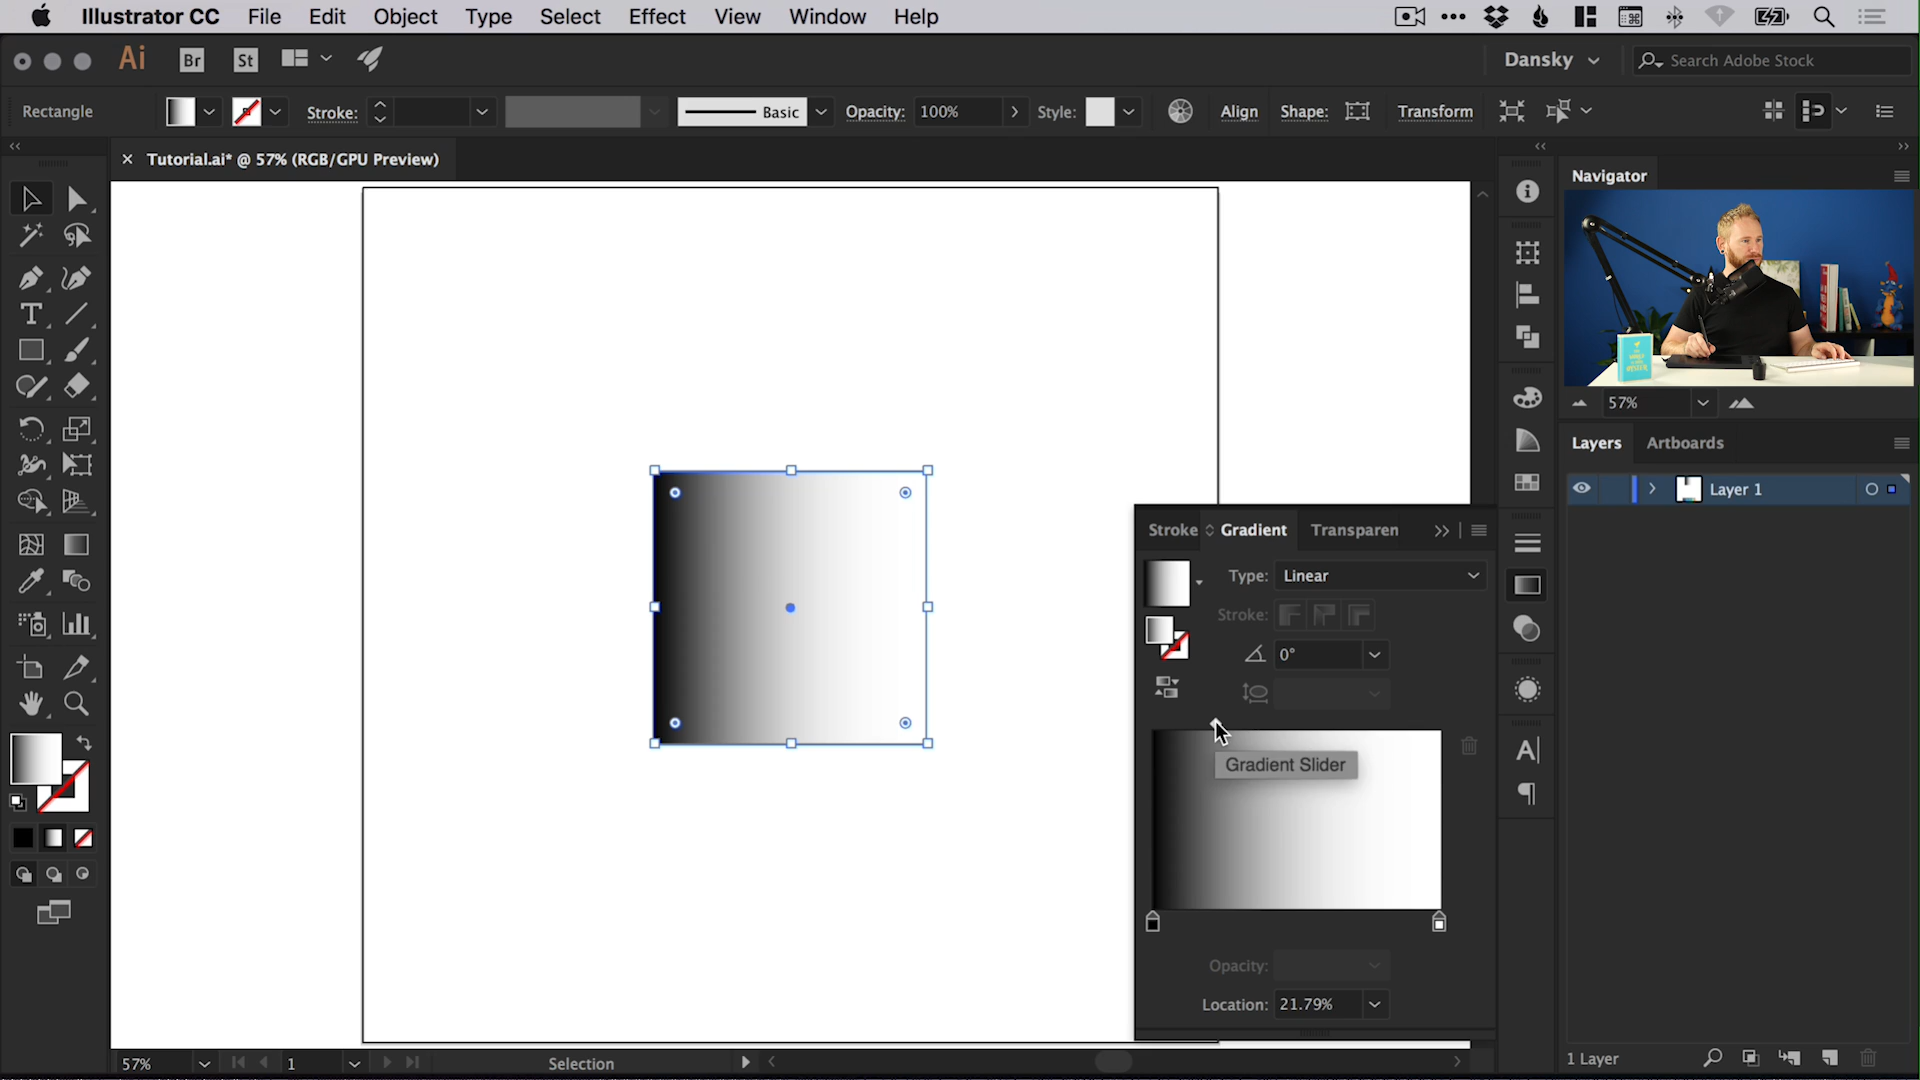 Illustrator CC File Edit Object Type Select Effect View Window Help
Ai Br St Dansky Search Adobe Stock
Rectangle Stroke: Basic Opacity: 100% Style: Align Shape: Transform
Tutorial.ai* @ 57% (RGB/GPU Preview)
Navigator
57%
Layers Artboards
Layer 1
Stroke Gradient Transparen
Type: Linear
Stroke:
0°
Gradient Slider
Opacity:
Location: 21.79%
57% 1 Selection
1 Layer